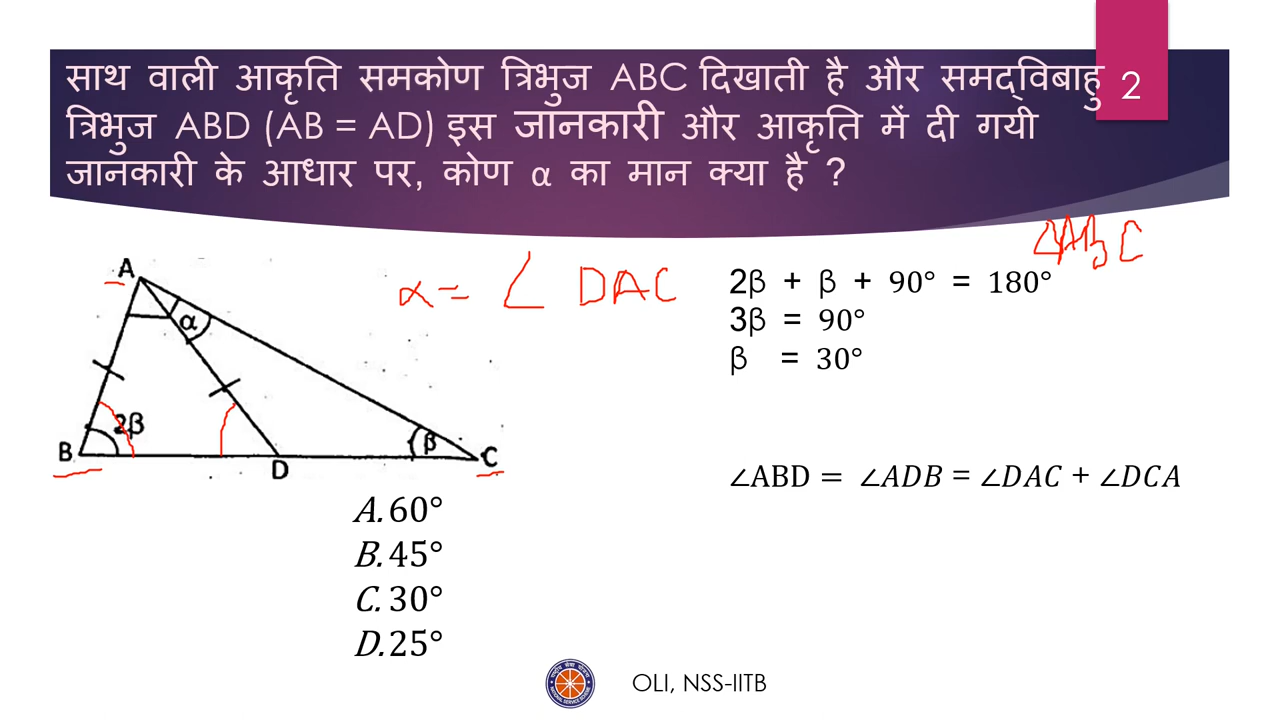 साथ वाली आकृति समकोण त्रिभुज ABC दिखाती है और समद्विबाहु
2
त्रिभुज ABD (AB = AD) इस जानकारी और आकृति में दी गयी
जानकारी के आधार पर, कोण α का मान क्या है ?
∠ABC
A
α
2β
B
D
β
C
α = ∠ DAC
2β + β + 90° = 180°
3β = 90°
β = 30°
∠ABD = ∠ADB = ∠DAC + ∠DCA
A. 60°
B. 45°
C. 30°
D. 25°
OLI, NSS-IITB